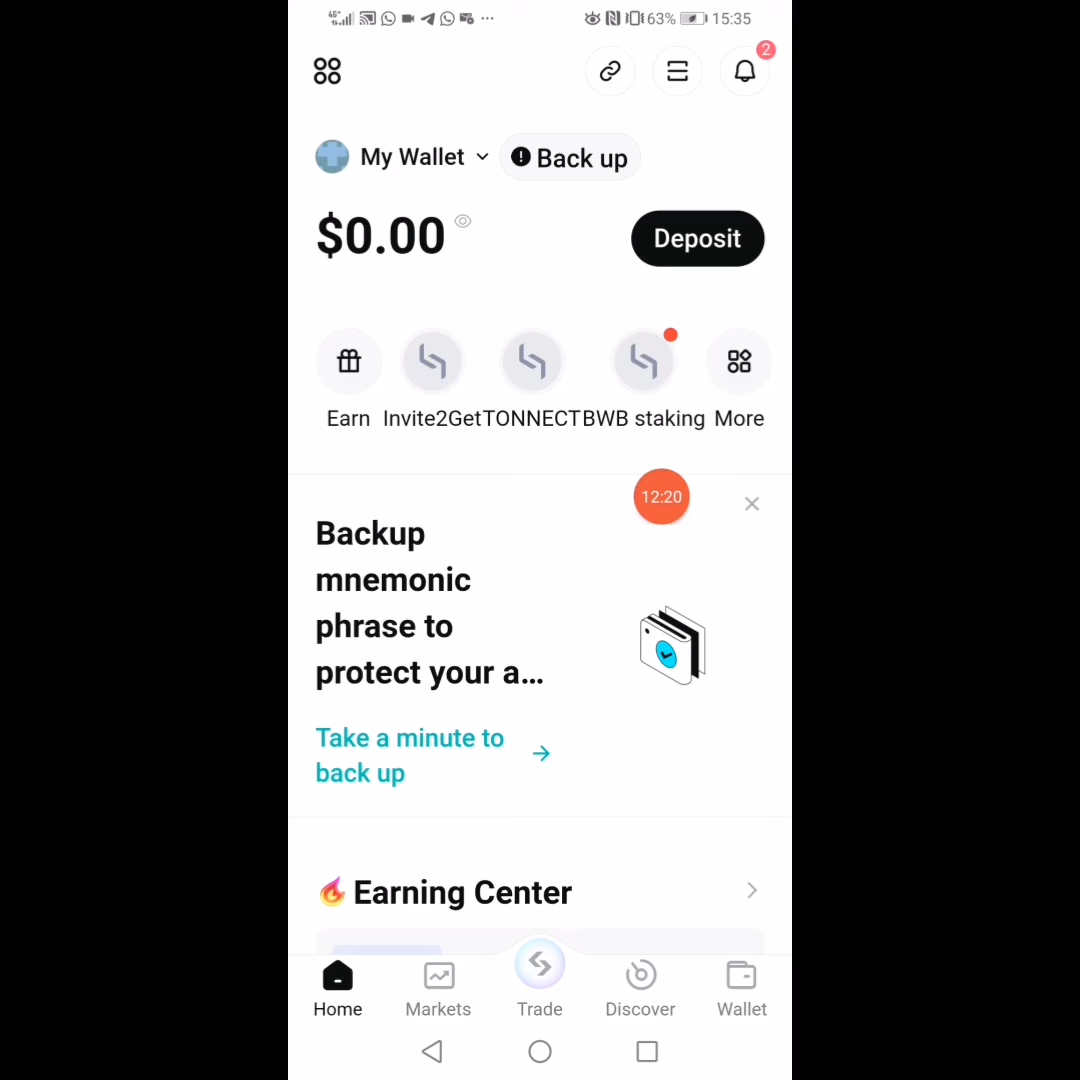 4G 63% 15:35
2
My Wallet
Back up
$0.00
Deposit
Earn Invite2Get TONNECT BWB staking More
12:20
Backup
mnemonic
phrase to
protect your a...
Take a minute to
back up
Earning Center
Home Markets Trade Discover Wallet